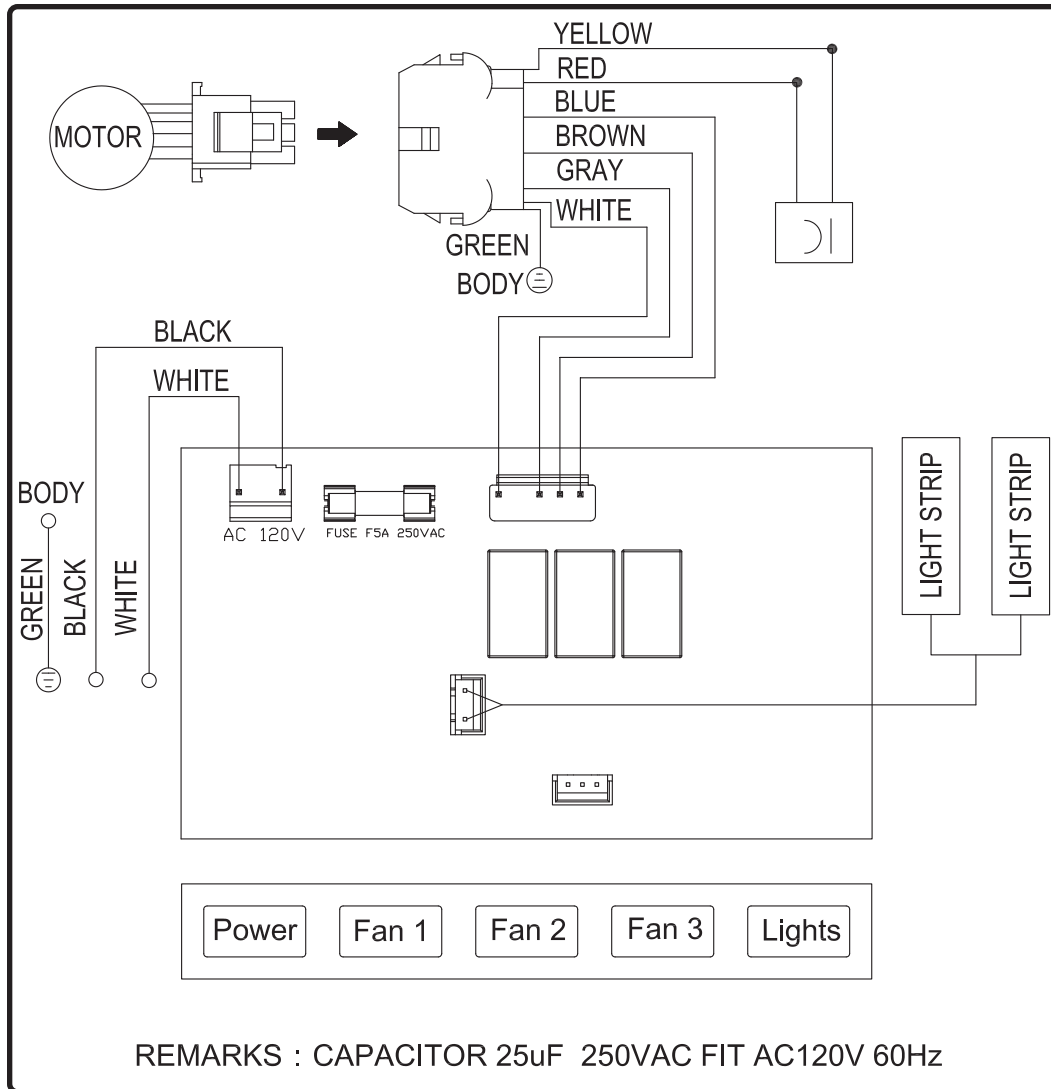 YELLOW
RED
BLUE
BROWN
GRAY
WHITE
MOTOR
GREEN
BODY
BLACK
WHITE
BODY
GREEN
BLACK
WHITE
AC 120V
FUSE F5A 250VAC
LIGHT STRIP
LIGHT STRIP
Power
Fan 1
Fan 2
Fan 3
Lights
REMARKS : CAPACITOR 25uF 250VAC FIT AC120V 60Hz